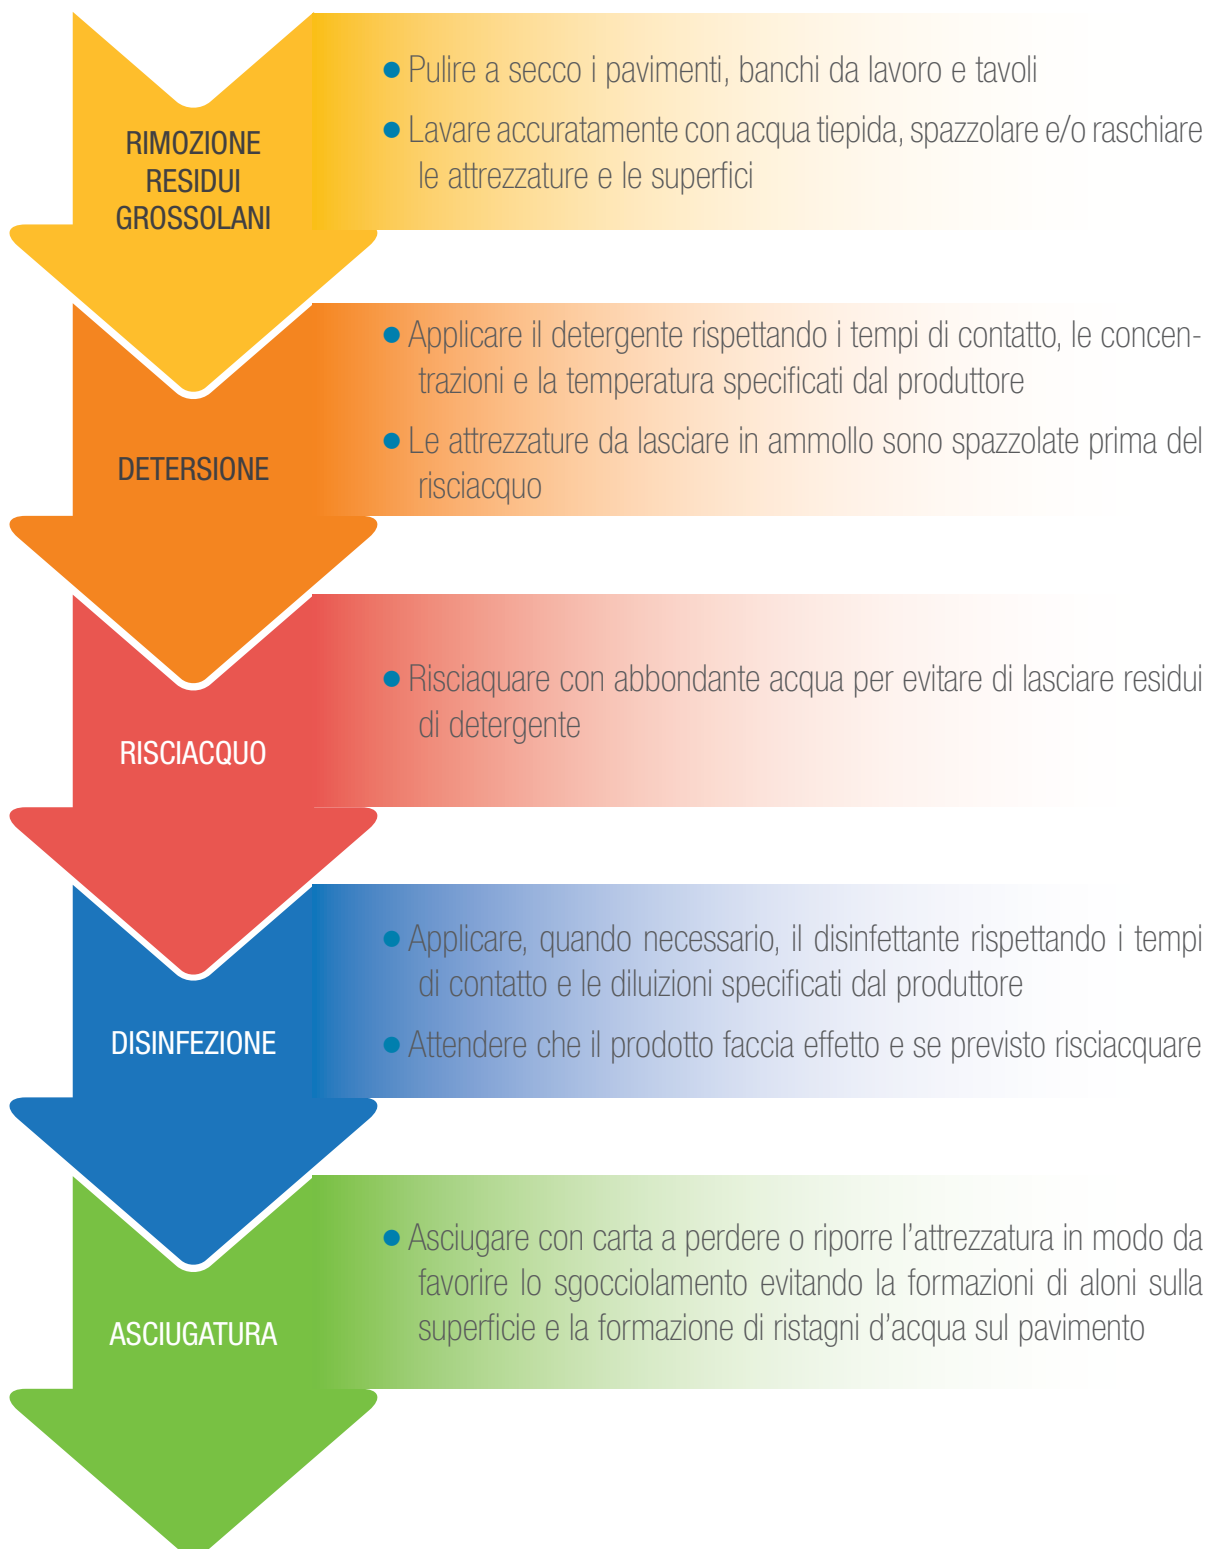 RIMOZIONE
RESIDUI
GROSSOLANI
● Pulire a secco i pavimenti, banchi da lavoro e tavoli
● Lavare accuratamente con acqua tiepida, spazzolare e/o raschiare
le attrezzature e le superfici
DETERSIONE
● Applicare il detergente rispettando i tempi di contatto, le concen-
trazioni e la temperatura specificati dal produttore
● Le attrezzature da lasciare in ammollo sono spazzolate prima del
risciacquo
RISCIACQUO
● Risciaquare con abbondante acqua per evitare di lasciare residui
di detergente
DISINFEZIONE
● Applicare, quando necessario, il disinfettante rispettando i tempi
di contatto e le diluizioni specificati dal produttore
● Attendere che il prodotto faccia effetto e se previsto risciacquare
ASCIUGATURA
● Asciugare con carta a perdere o riporre l'attrezzatura in modo da
favorire lo sgocciolamento evitando la formazioni di aloni sulla
superficie e la formazione di ristagni d'acqua sul pavimento